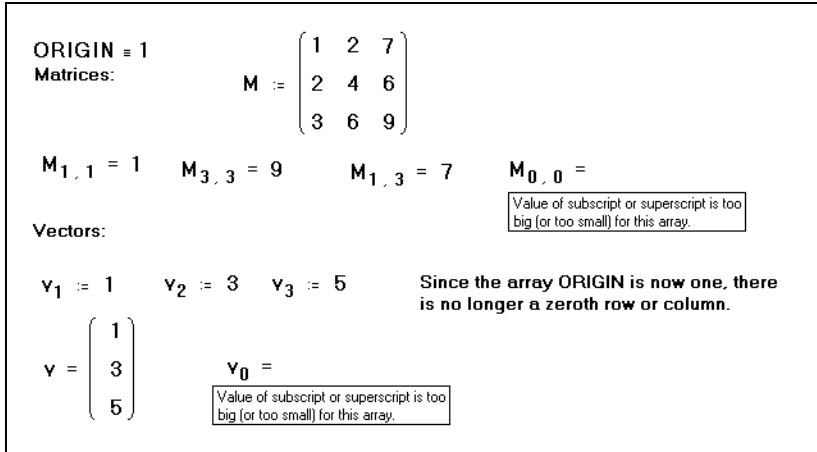 ORIGIN ≡ 1
Matrices:
M := ( 1 2 7
2 4 6
3 6 9 )
M1 , 1 = 1 M3 , 3 = 9 M1 , 3 = 7 M0 , 0 =
Value of subscript or superscript is too
big (or too small) for this array.
Vectors:
v1 := 1 v2 := 3 v3 := 5
Since the array ORIGIN is now one, there
is no longer a zeroth row or column.
v = ( 1
3
5 )
v0 =
Value of subscript or superscript is too
big (or too small) for this array.